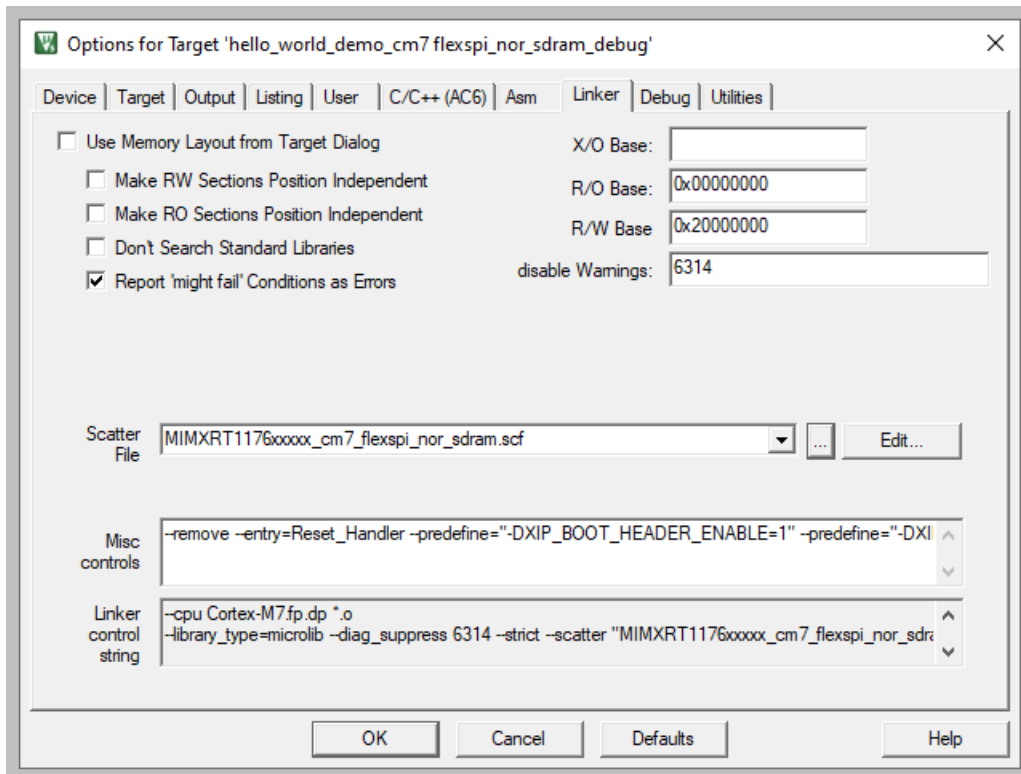 Options for Target 'hello_world_demo_cm7 flexspi_nor_sdram_debug'
Device Target Output Listing User C/C++ (AC6) Asm Linker Debug Utilities
Use Memory Layout from Target Dialog
Make RW Sections Position Independent
Make RO Sections Position Independent
Don't Search Standard Libraries
Report 'might fail' Conditions as Errors
X/O Base:
R/O Base: 0x00000000
R/W Base 0x20000000
disable Warnings: 6314
Scatter
File
MIMXRT1176xxxxx_cm7_flexspi_nor_sdram.scf
...
Edit...
Misc
controls
--remove --entry=Reset_Handler --predefine="-DXIP_BOOT_HEADER_ENABLE=1" --predefine="-DXI
Linker
control
string
--cpu Cortex-M7.fp.dp *.o
--library_type=microlib --diag_suppress 6314 --strict --scatter "MIMXRT1176xxxxx_cm7_flexspi_nor_sdra
OK Cancel Defaults Help